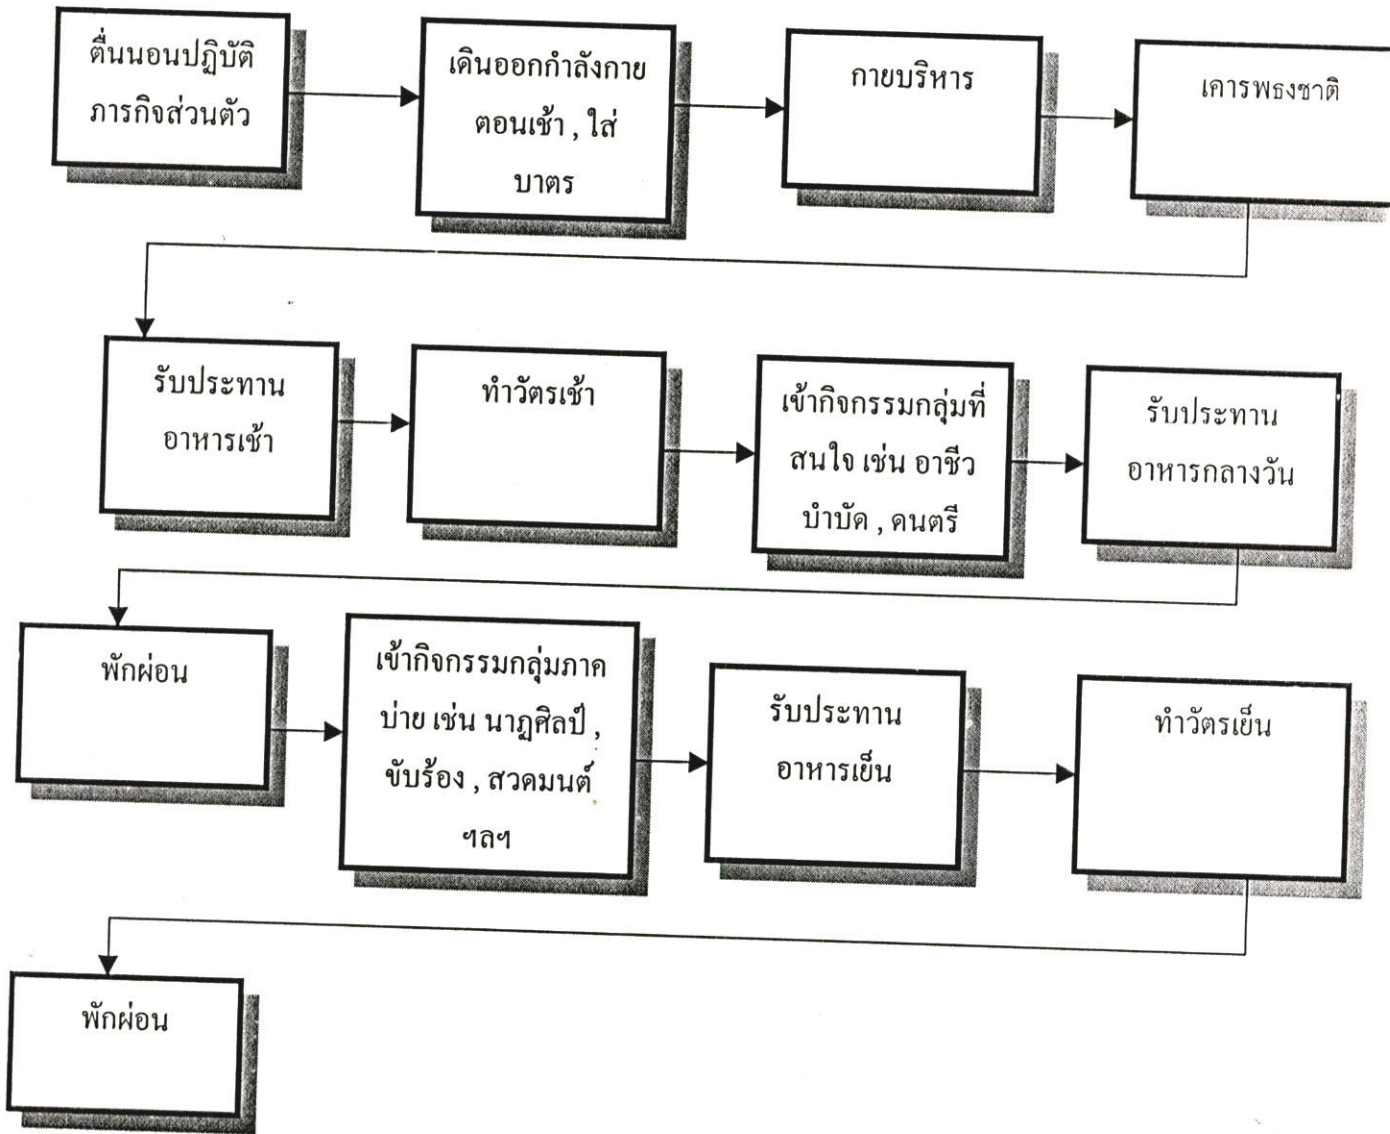 ตื่นนอนปฏิบัติ
ภารกิจส่วนตัว
เดินออกกำลังกาย
ตอนเช้า , ใส่
บาตร
กายบริหาร
เคารพธงชาติ
รับประทาน
อาหารเช้า
ทำวัตรเช้า
เข้ากิจกรรมกลุ่มที่
สนใจ เช่น อาชีว
บำบัด , ดนตรี
รับประทาน
อาหารกลางวัน
พักผ่อน
เข้ากิจกรรมกลุ่มภาค
บ่าย เช่น นาฏศิลป์ ,
ขับร้อง , สวดมนต์
ฯลฯ
รับประทาน
อาหารเย็น
ทำวัตรเย็น
พักผ่อน